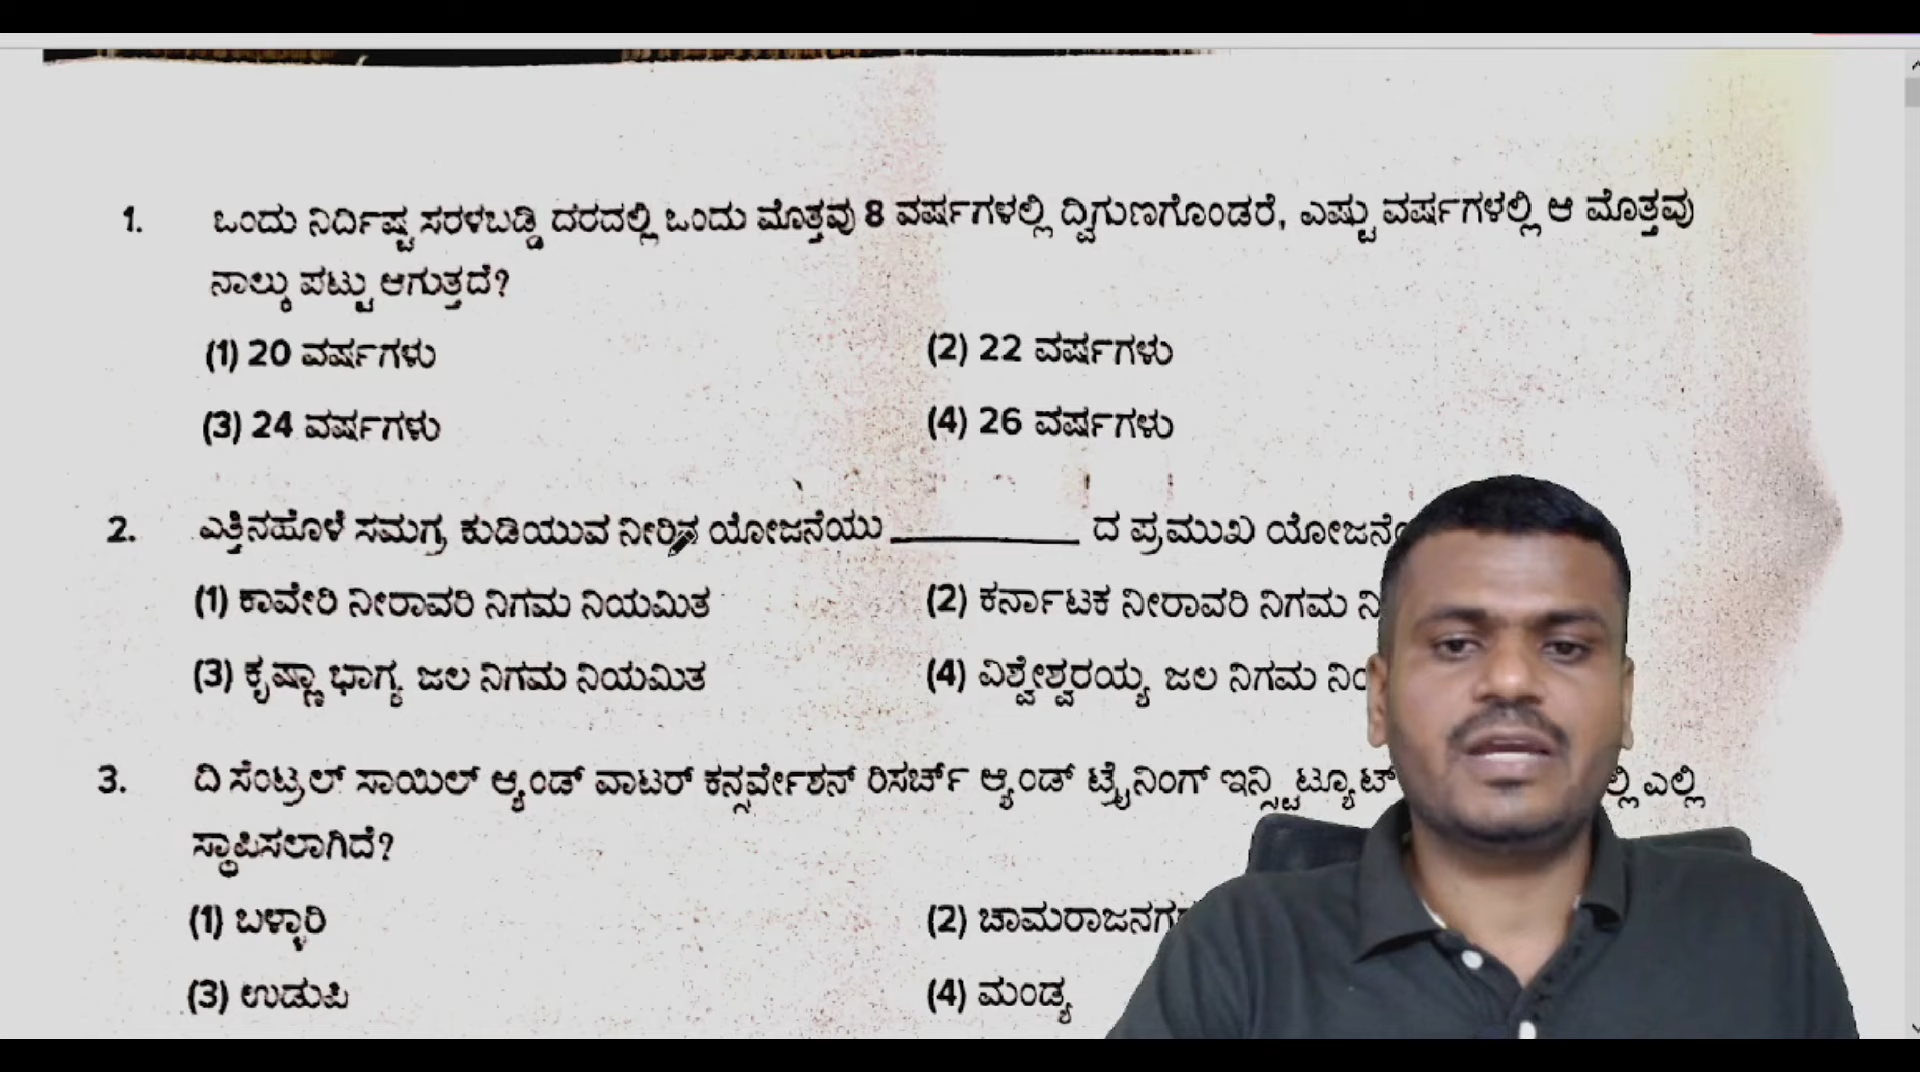 1. ಒಂದು ನಿರ್ದಿಷ್ಟ ಸರಳಬಡ್ಡಿ ದರದಲ್ಲಿ ಒಂದು ಮೊತ್ತವು 8 ವರ್ಷಗಳಲ್ಲಿ ದ್ವಿಗುಣಗೊಂಡರೆ, ಎಷ್ಟು ವರ್ಷಗಳಲ್ಲಿ ಆ ಮೊತ್ತವು
ನಾಲ್ಕು ಪಟ್ಟು ಆಗುತ್ತದೆ?
(1) 20 ವರ್ಷಗಳು (2) 22 ವರ್ಷಗಳು
(3) 24 ವರ್ಷಗಳು (4) 26 ವರ್ಷಗಳು
2. ಎತ್ತಿನಹೊಳೆ ಸಮಗ್ರ ಕುಡಿಯುವ ನೀರಿನ ಯೋಜನೆಯು __________ ದ ಪ್ರಮುಖ
(1) ಕಾವೇರಿ ನೀರಾವರಿ ನಿಗಮ ನಿಯಮಿತ (2) ಕರ್ನಾಟಕ ನೀರಾವರಿ ನಿಗಮ
(3) ಕೃಷ್ಣಾ ಭಾಗ್ಯ ಜಲ ನಿಗಮ ನಿಯಮಿತ (4) ವಿಶ್ವೇಶ್ವರಯ್ಯ ಜಲ ನಿಗಮ
3. ದಿ ಸೆಂಟ್ರಲ್ ಸಾಯಿಲ್ ಆ್ಯಂಡ್ ವಾಟರ್ ಕನ್ಸರ್ವೇಶನ್ ರಿಸರ್ಚ್ ಆ್ಯಂಡ್ ಟ್ರೈನಿಂಗ್ ಇನ್ಸ್ಟಿಟ್ಯೂಟ್ ಎಲ್ಲಿ
ಸ್ಥಾಪಿಸಲಾಗಿದೆ?
(1) ಬಳ್ಳಾರಿ (2)
(3) ಉಡುಪಿ (4) ಮಂಡ್ಯ